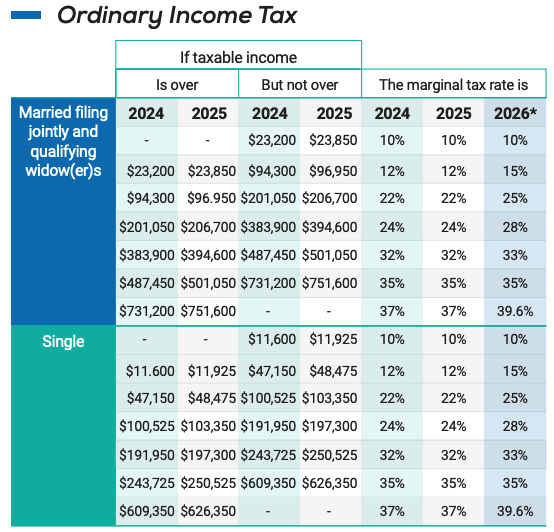 Ordinary Income Tax
If taxable income
Is over But not over The marginal tax rate is
Married filing jointly and qualifying widow(er)s 2024 2025 2024 2025 2024 2025 2026*
- - $23,200 $23,850 10% 10% 10%
$23,200 $23,850 $94,300 $96,950 12% 12% 15%
$94,300 $96.950 $201,050 $206,700 22% 22% 25%
$201,050 $206,700 $383,900 $394,600 24% 24% 28%
$383,900 $394,600 $487,450 $501,050 32% 32% 33%
$487,450 $501,050 $731,200 $751,600 35% 35% 35%
$731,200 $751,600 - - 37% 37% 39.6%
Single - - $11,600 $11,925 10% 10% 10%
$11.600 $11,925 $47,150 $48,475 12% 12% 15%
$47,150 $48,475 $100,525 $103,350 22% 22% 25%
$100,525 $103,350 $191,950 $197,300 24% 24% 28%
$191,950 $197,300 $243,725 $250,525 32% 32% 33%
$243,725 $250,525 $609,350 $626,350 35% 35% 35%
$609,350 $626,350 - - 37% 37% 39.6%